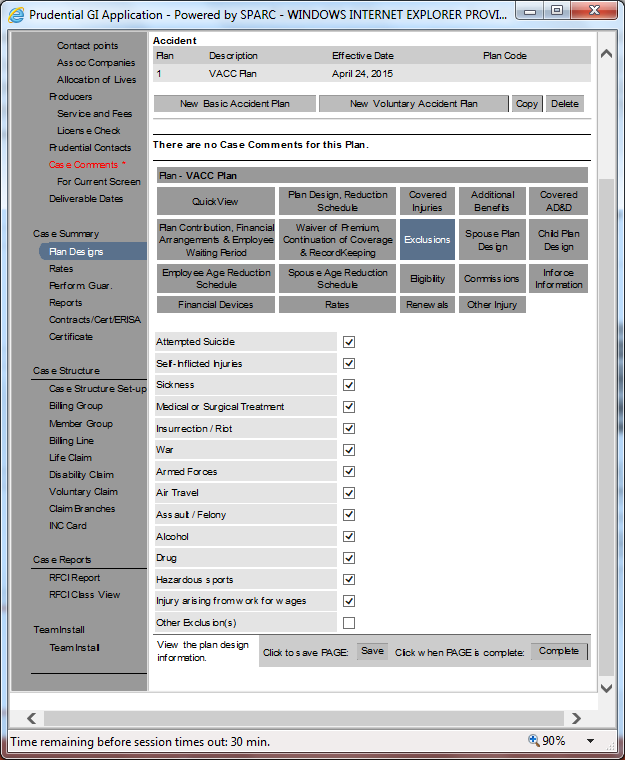 Prudential GI Application - Powered by SPARC - WINDOWS INTERNET EXPLORER PROVI...
Contact points
Assoc Companies
Allocation of Lives
Producers
Service and Fees
License Check
Prudential Contacts
Case Comments *
For Current Screen
Deliverable Dates
Case Summary
Plan Designs
Rates
Perform. Guar.
Reports
Contracts/Cert/ERISA
Certificate
Case Structure
Case Structure Set-up
Billing Group
Member Group
Billing Line
Life Claim
Disability Claim
Voluntary Claim
Claim Branches
INC Card
Case Reports
RFCI Report
RFCI Class View
TeamInstall
TeamInstall
Accident
Plan Description Effective Date Plan Code
1 VACC Plan April 24, 2015
New Basic Accident Plan New Voluntary Accident Plan Copy Delete
There are no Case Comments for this Plan.
Plan - VACC Plan
QuickView
Plan Design, Reduction
Schedule
Covered
Injuries
Additional
Benefits
Covered
AD&D
Plan Contribution, Financial
Arrangements & Employee
Waiting Period
Waiver of Premium,
Continuation of Coverage
& RecordKeeping
Exclusions
Spouse Plan
Design
Child Plan
Design
Employee Age Reduction
Schedule
Spouse Age Reduction
Schedule
Eligibility
Commissions
Inforce
Information
Financial Devices
Rates
Renewals
Other Injury
Attempted Suicide
Self-Inflicted Injuries
Sickness
Medical or Surgical Treatment
Insurrection / Riot
War
Armed Forces
Air Travel
Assault / Felony
Alcohol
Drug
Hazardous sports
Injury arising from work for wages
Other Exclusion(s)
View the plan design
information.
Click to save PAGE: Save Click when PAGE is complete: Complete
Time remaining before session times out: 30 min.
90%